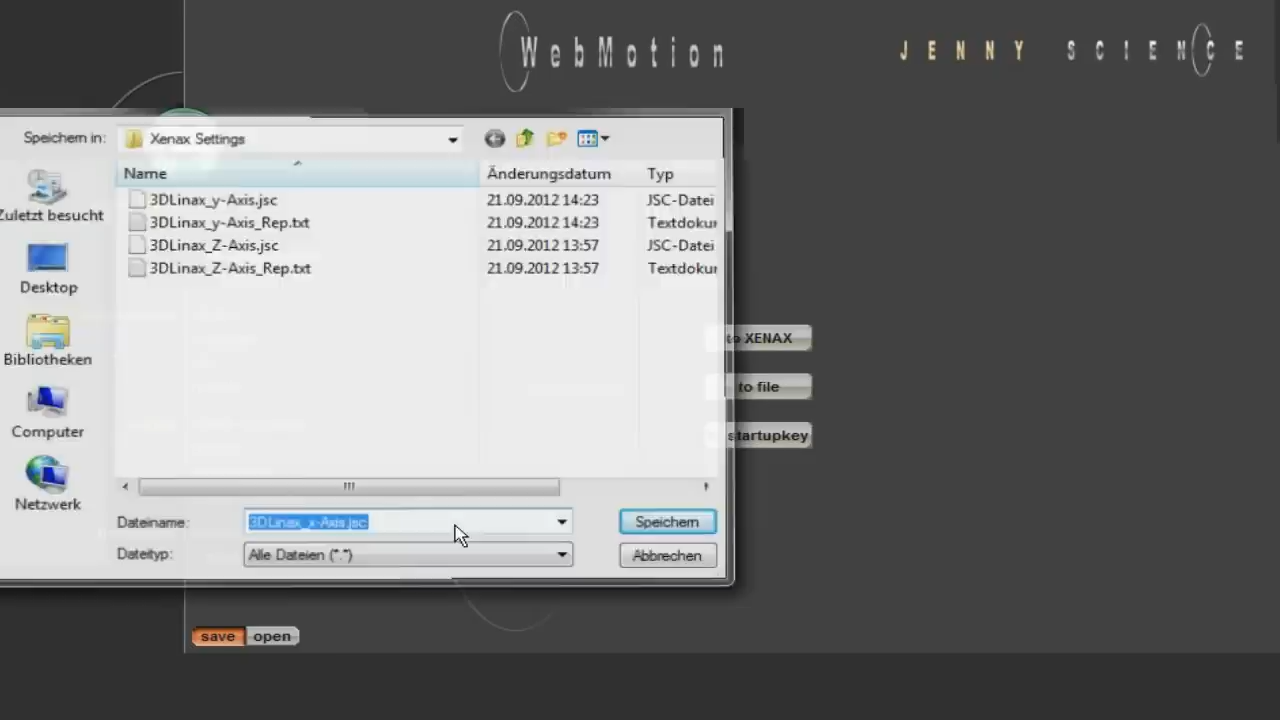 WebMotion
JENNY SCIENCE
Speichern in: Xenax Settings
Name Änderungsdatum Typ
3DLinax_y-Axis.jsc 21.09.2012 14:23 JSC-Datei
3DLinax_y-Axis_Rep.txt 21.09.2012 14:23 Textdokur
3DLinax_Z-Axis.jsc 21.09.2012 13:57 JSC-Datei
3DLinax_Z-Axis_Rep.txt 21.09.2012 13:57 Textdokur
Zuletzt besucht
Desktop
Bibliotheken
Computer
Netzwerk
to XENAX
to file
startupkey
Dateiname: 3DLinax_x-Axis.jsc Speichern
Dateityp: Alle Dateien (*.*) Abbrechen
save open